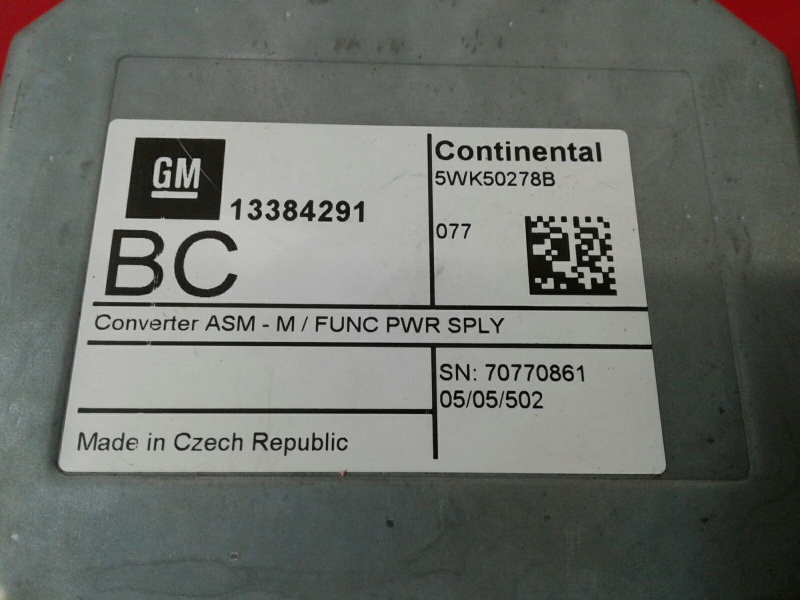 GM
13384291
BC
Continental
5WK50278B
077
Converter ASM - M / FUNC PWR SPLY
SN: 70770861
05/05/502
Made in Czech Republic